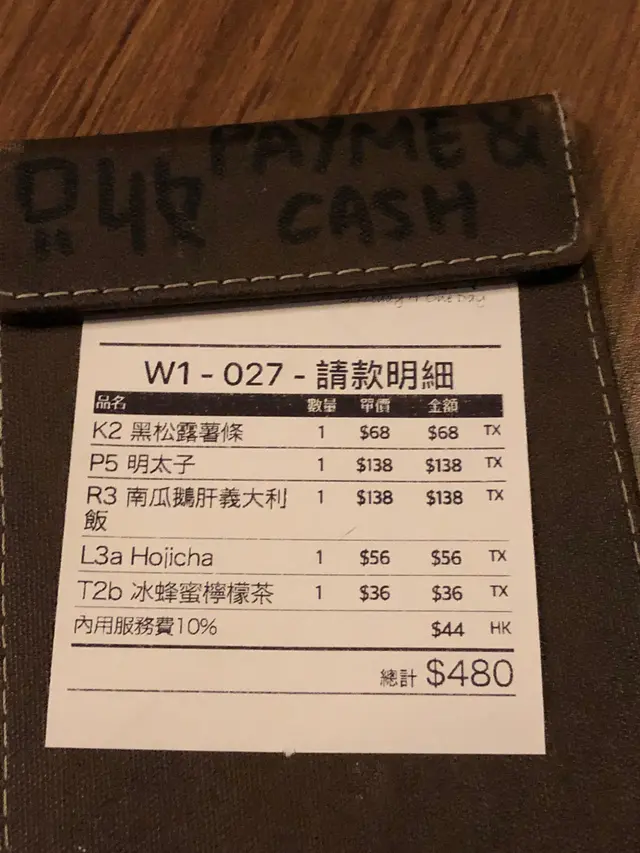 只收 PAYME &
CASH
One Day
W1 - 027 - 請款明細
品名 數量 單價 金額
K2 黑松露薯條 1 $68 $68 TX
P5 明太子 1 $138 $138 TX
R3 南瓜鵝肝義大利 1 $138 $138 TX
飯
L3a Hojicha 1 $56 $56 TX
T2b 冰蜂蜜檸檬茶 1 $36 $36 TX
內用服務費10% $44 HK
總計 $480